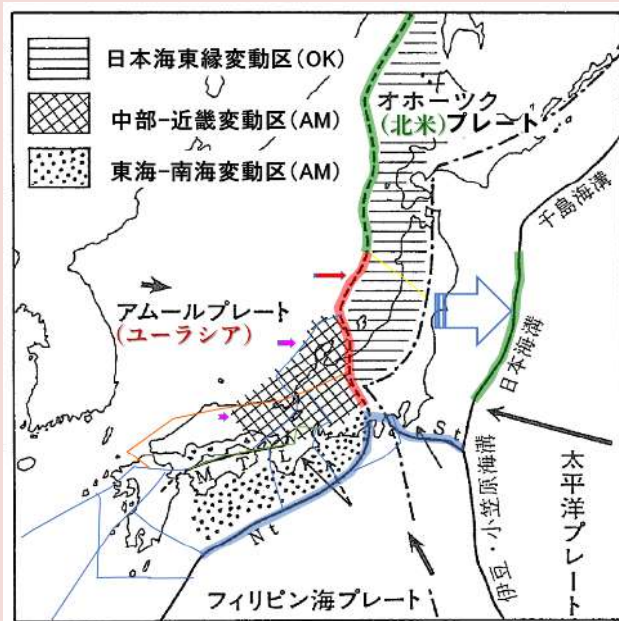 日本海東縁変動区(OK)
中部-近畿変動区(AM)
東海-南海変動区(AM)
オホーツク
(北米)プレート
千島海溝
アムールプレート
(ユーラシア)
日本海溝
St
MTL
Nt
伊豆・小笠原海溝
太平洋プレート
フィリピン海プレート